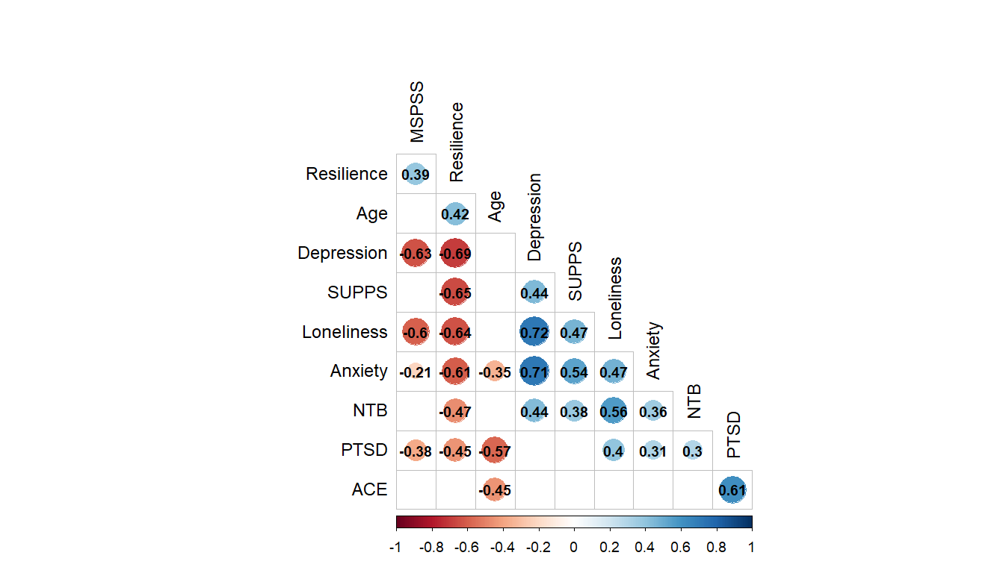 MSPSS
Resilience
Age
Depression
SUPPS
Loneliness
Anxiety
NTB
PTSD
Resilience 0.39
Age 0.42
Depression -0.63 -0.69
SUPPS -0.65 0.44
Loneliness -0.6 -0.64 0.72 0.47
Anxiety -0.21 -0.61 -0.35 0.71 0.54 0.47
NTB -0.47 0.44 0.38 0.56 0.36
PTSD -0.38 -0.45 -0.57 0.4 0.31 0.3
ACE -0.45 0.61
-1 -0.8 -0.6 -0.4 -0.2 0 0.2 0.4 0.6 0.8 1